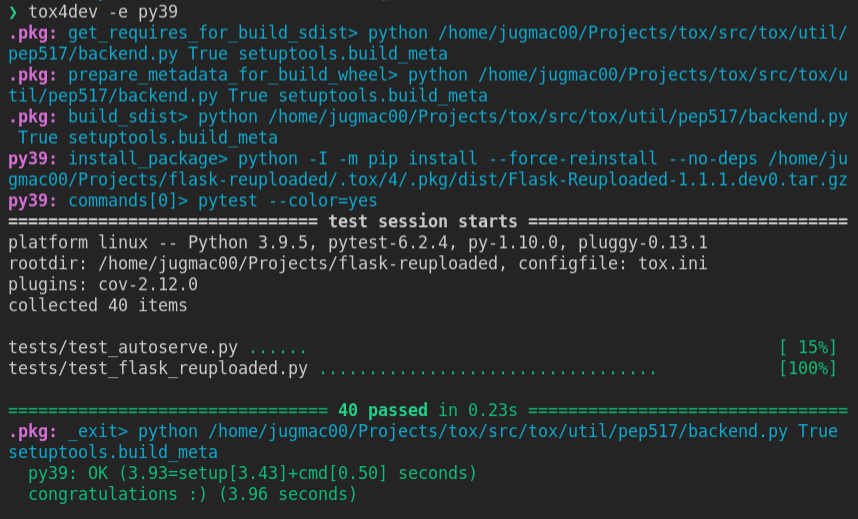 ❯ tox4dev -e py39
.pkg: get_requires_for_build_sdist> python /home/jugmac00/Projects/tox/src/tox/util/
pep517/backend.py True setuptools.build_meta
.pkg: prepare_metadata_for_build_wheel> python /home/jugmac00/Projects/tox/src/tox/u
til/pep517/backend.py True setuptools.build_meta
.pkg: build_sdist> python /home/jugmac00/Projects/tox/src/tox/util/pep517/backend.py
 True setuptools.build_meta
py39: install_package> python -I -m pip install --force-reinstall --no-deps /home/ju
gmac00/Projects/flask-reuploaded/.tox/4/.pkg/dist/Flask-Reuploaded-1.1.1.dev0.tar.gz
py39: commands[0]> pytest --color=yes
=============================== test session starts ================================
platform linux -- Python 3.9.5, pytest-6.2.4, py-1.10.0, pluggy-0.13.1
rootdir: /home/jugmac00/Projects/flask-reuploaded, configfile: tox.ini
plugins: cov-2.12.0
collected 40 items

tests/test_autoserve.py ......                                               [ 15%]
tests/test_flask_reuploaded.py ..................................            [100%]

================================ 40 passed in 0.23s ================================
.pkg: _exit> python /home/jugmac00/Projects/tox/src/tox/util/pep517/backend.py True
setuptools.build_meta
  py39: OK (3.93=setup[3.43]+cmd[0.50] seconds)
  congratulations :) (3.96 seconds)